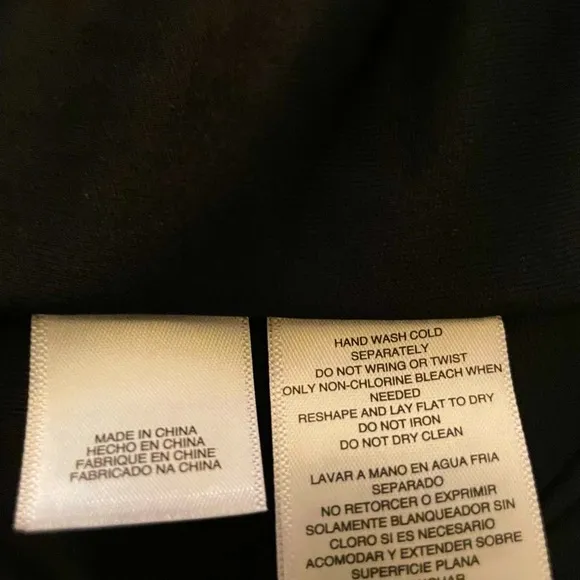 MADE IN CHINA
HECHO EN CHINA
FABRIQUE EN CHINE
FABRICADO NA CHINA
HAND WASH COLD
SEPARATELY
DO NOT WRING OR TWIST
ONLY NON-CHLORINE BLEACH WHEN
NEEDED
RESHAPE AND LAY FLAT TO DRY
DO NOT IRON
DO NOT DRY CLEAN
LAVAR A MANO EN AGUA FRIA
SEPARADO
NO RETORCER O EXPRIMIR
SOLAMENTE BLANQUEADOR SIN
CLORO SI ES NECESARIO
ACOMODAR Y EXTENDER SOBRE
SUPERFICIE PLANA